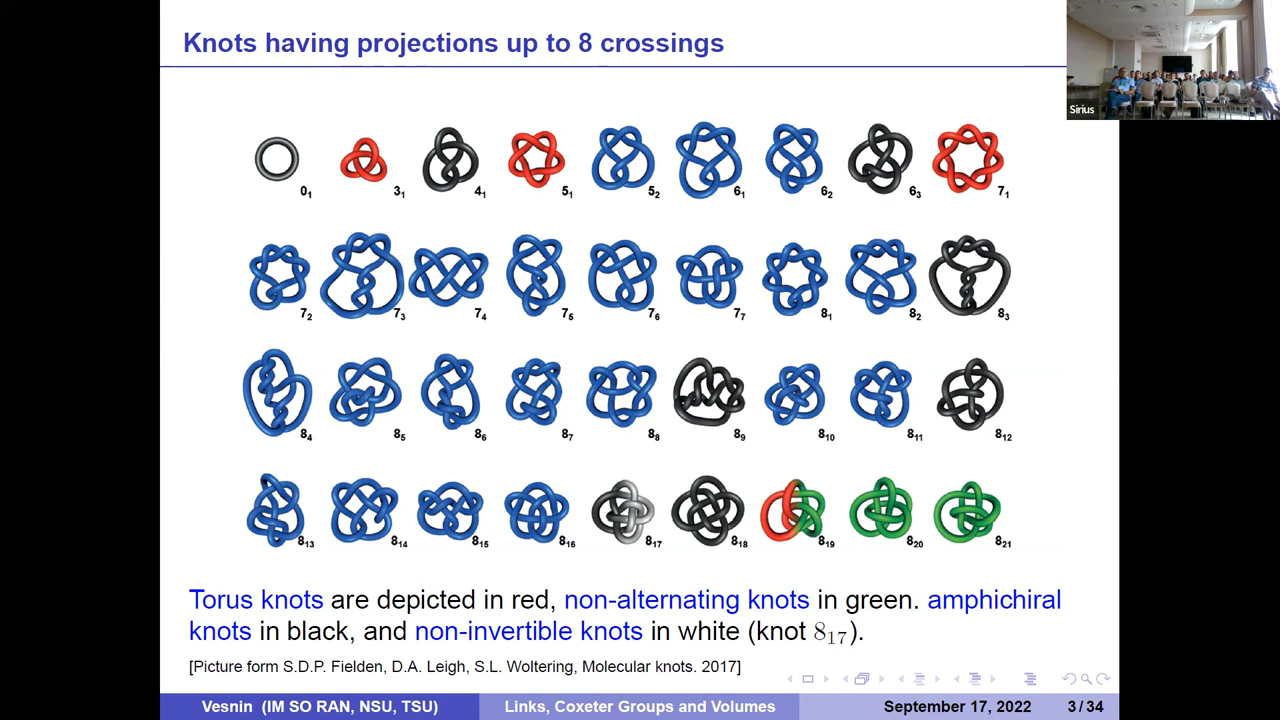 Knots having projections up to 8 crossings
Sirius
0₁ 3₁ 4₁ 5₁ 5₂ 6₁ 6₂ 6₃ 7₁
7₂ 7₃ 7₄ 7₅ 7₆ 7₇ 8₁ 8₂ 8₃
8₄ 8₅ 8₆ 8₇ 8₈ 8₉ 8₁₀ 8₁₁ 8₁₂
8₁₃ 8₁₄ 8₁₅ 8₁₆ 8₁₇ 8₁₈ 8₁₉ 8₂₀ 8₂₁
Torus knots are depicted in red, non-alternating knots in green. amphichiral
knots in black, and non-invertible knots in white (knot 8₁₇).
[Picture form S.D.P. Fielden, D.A. Leigh, S.L. Woltering, Molecular knots. 2017]
Vesnin (IM SO RAN, NSU, TSU) Links, Coxeter Groups and Volumes September 17, 2022 3 / 34